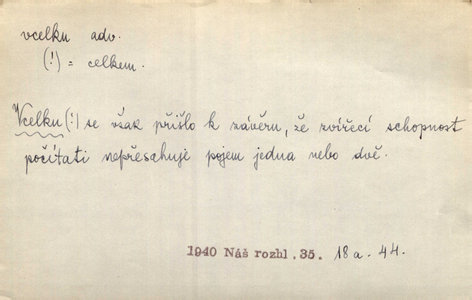 vcelku adv.
(!) = celkem.
Vcelku (!) se však přišlo k závěru, že zvířecí schopnost
počítati nepřesahuje pojem jedna nebo dvě.
1940 Náš rozhl. 35. 18a. 44.